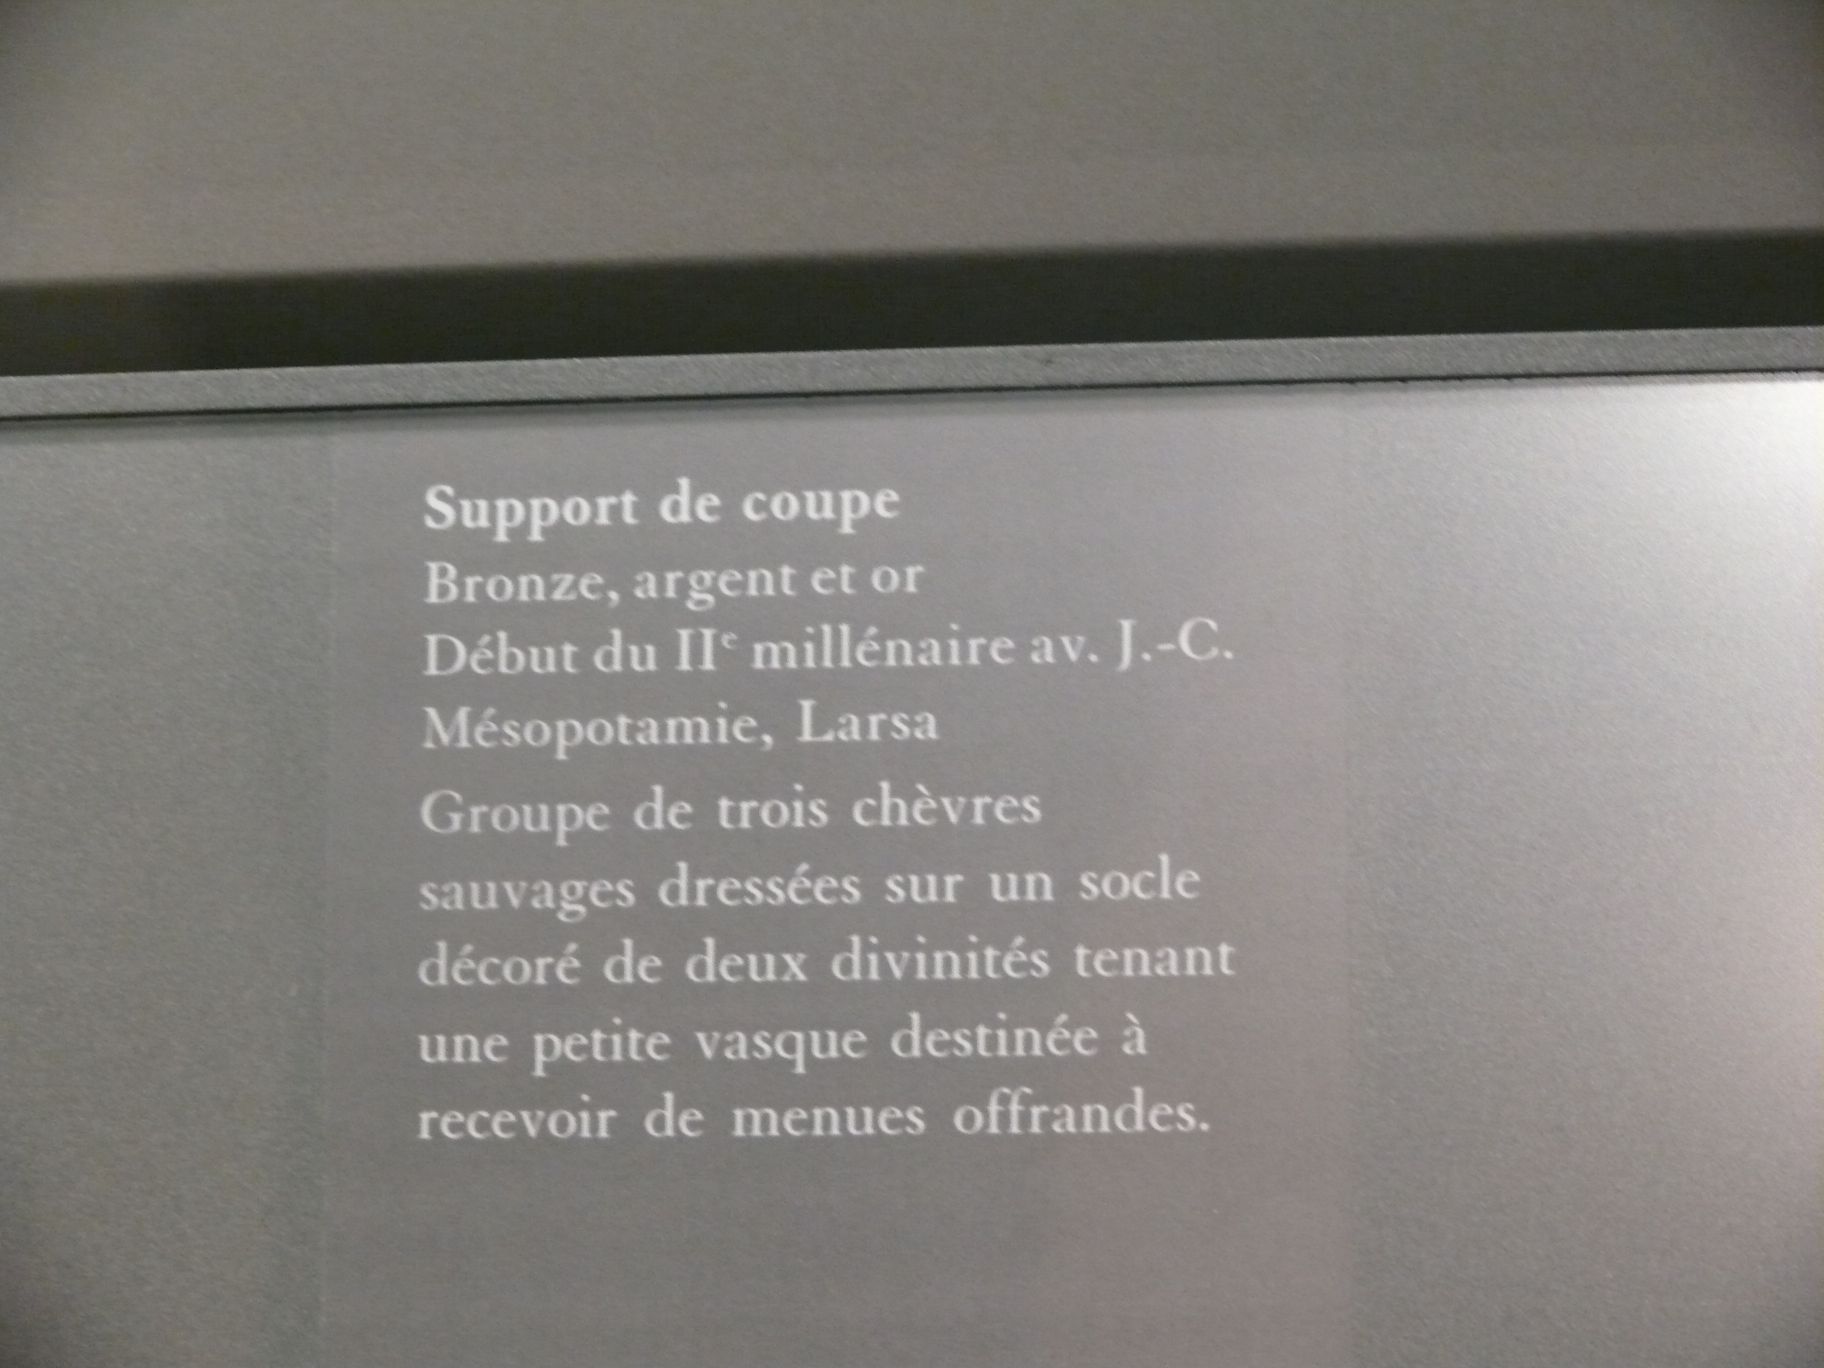 Support de coupe
Bronze, argent et or
Début du IIᵉ millénaire av. J.-C.
Mésopotamie, Larsa
Groupe de trois chèvres
sauvages dressées sur un socle
décoré de deux divinités tenant
une petite vasque destinée à
recevoir de menues offrandes.